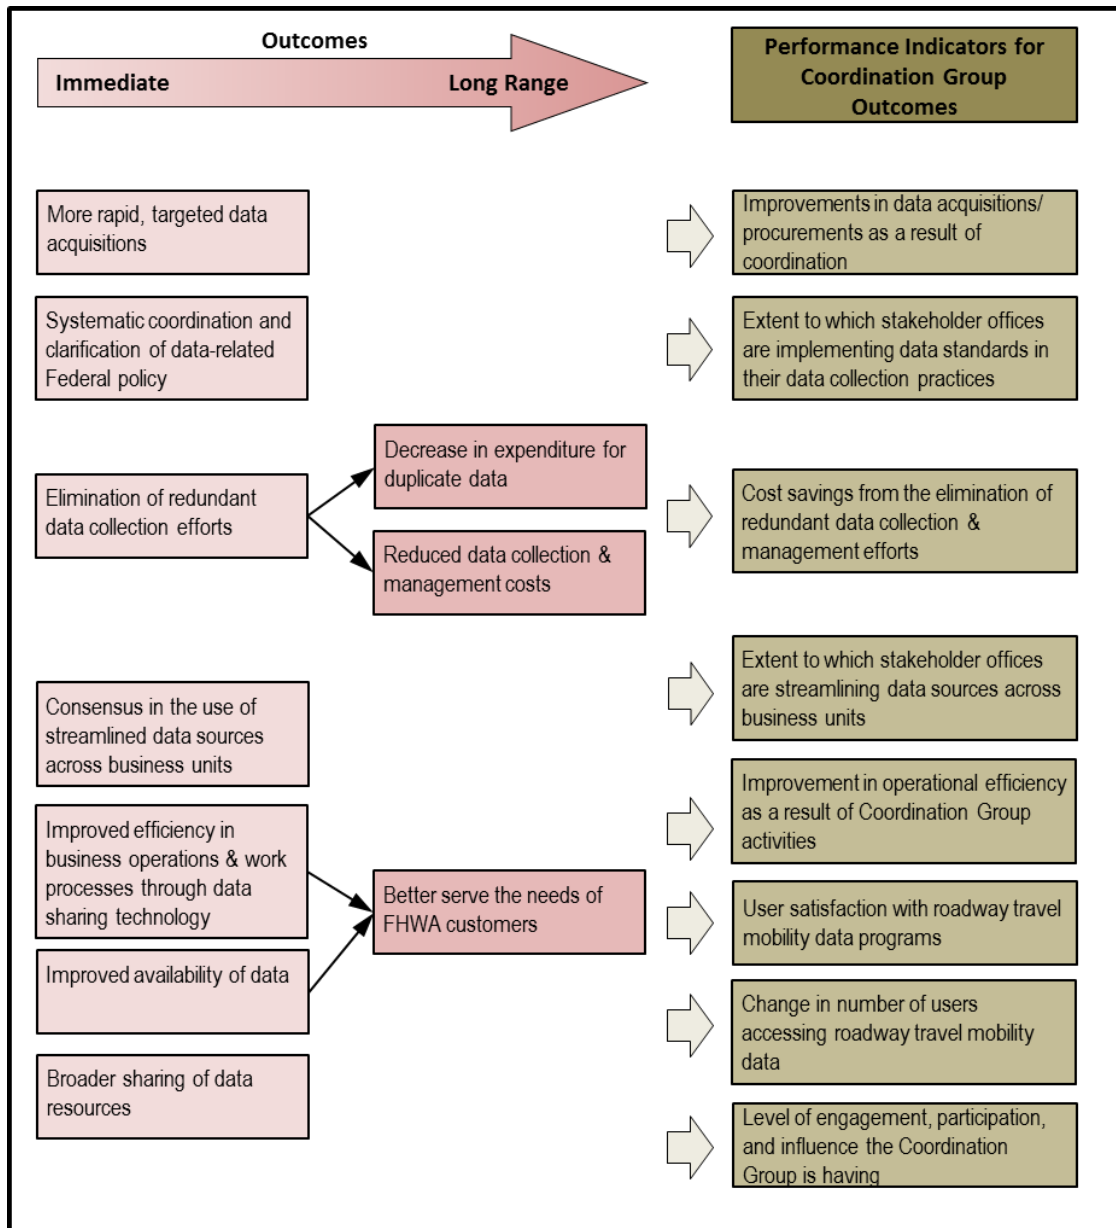 Outcomes
Immediate
Long Range
Performance Indicators for
Coordination Group
Outcomes
More rapid, targeted data
acquisitions
Improvements in data acquisitions/
procurements as a result of
coordination
Systematic coordination and
clarification of data-related
Federal policy
Extent to which stakeholder offices
are implementing data standards in
their data collection practices
Elimination of redundant
data collection efforts
Decrease in expenditure for
duplicate data
Reduced data collection &
management costs
Cost savings from the elimination of
redundant data collection &
management efforts
Consensus in the use of
streamlined data sources
across business units
Extent to which stakeholder offices
are streamlining data sources across
business units
Improved efficiency in
business operations & work
processes through data
sharing technology
Improvement in operational efficiency
as a result of Coordination Group
activities
Better serve the needs of
FHWA customers
User satisfaction with roadway travel
mobility data programs
Improved availability of data
Change in number of users
accessing roadway travel mobility
data
Broader sharing of data
resources
Level of engagement, participation,
and influence the Coordination
Group is having